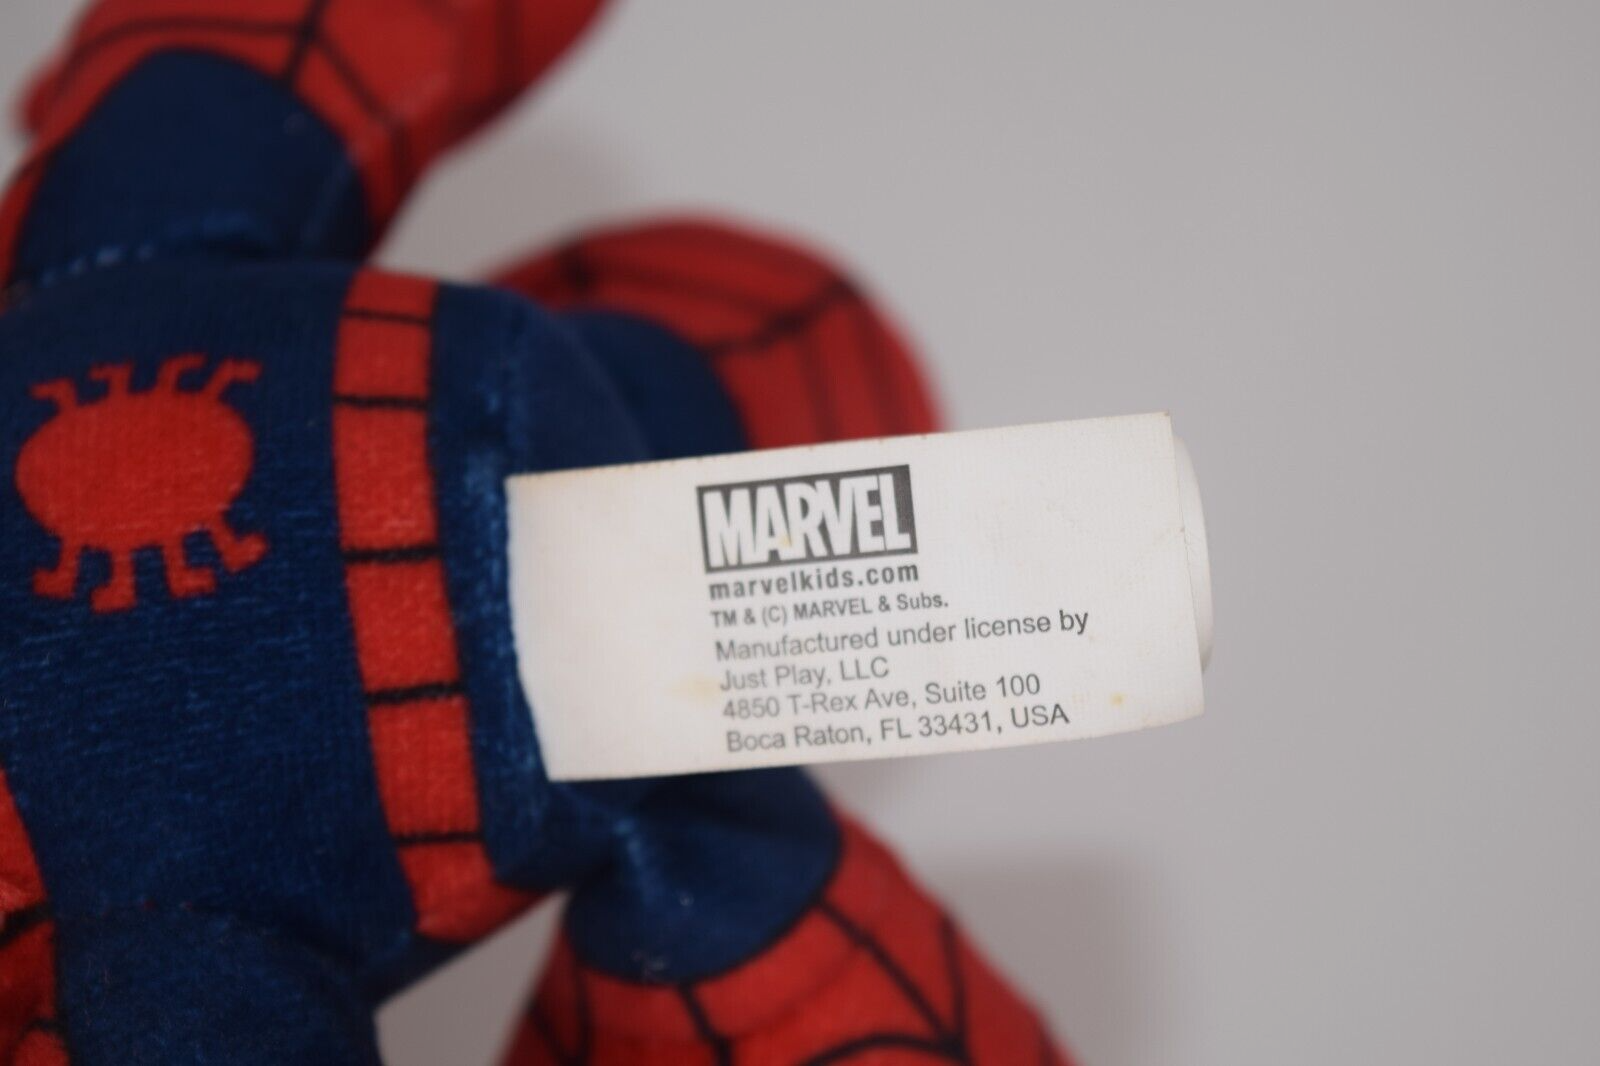 MARVEL
marvelkids.com
TM & (C) MARVEL & Subs.
Manufactured under license by
Just Play, LLC
4850 T-Rex Ave, Suite 100
Boca Raton, FL 33431, USA